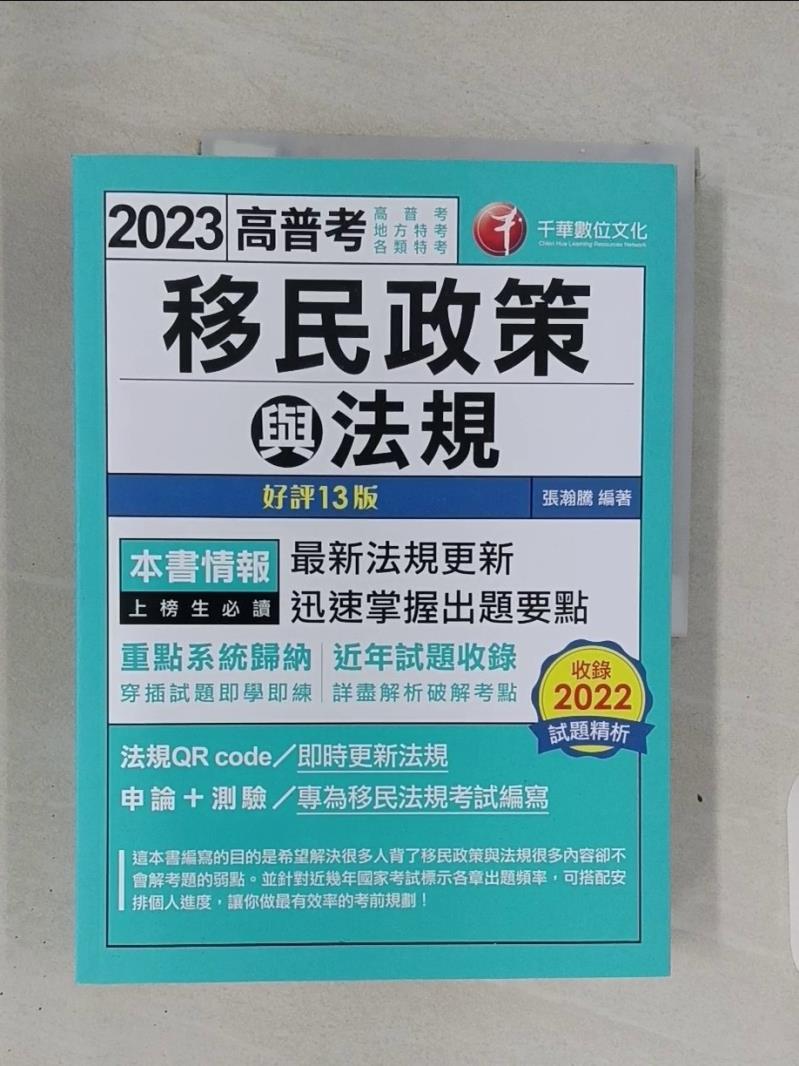 2023
高普考
高普考
地方特考
各類特考
千華數位文化
Chien Hua Learning Resources Network
移民政策
與法規
好評13版
張瀚騰 編著
本書情報
上榜生必讀
最新法規更新
迅速掌握出題要點
重點系統歸納
穿插試題即學即練
近年試題收錄
詳盡解析破解考點
收錄
2022
試題精析
法規QR code／即時更新法規
申論＋測驗／專為移民法規考試編寫
這本書編寫的目的是希望解決很多人背了移民政策與法規很多內容卻不
會解考題的弱點。並針對近幾年國家考試標示各章出題頻率，可搭配安
排個人進度，讓你做最有效率的考前規劃！